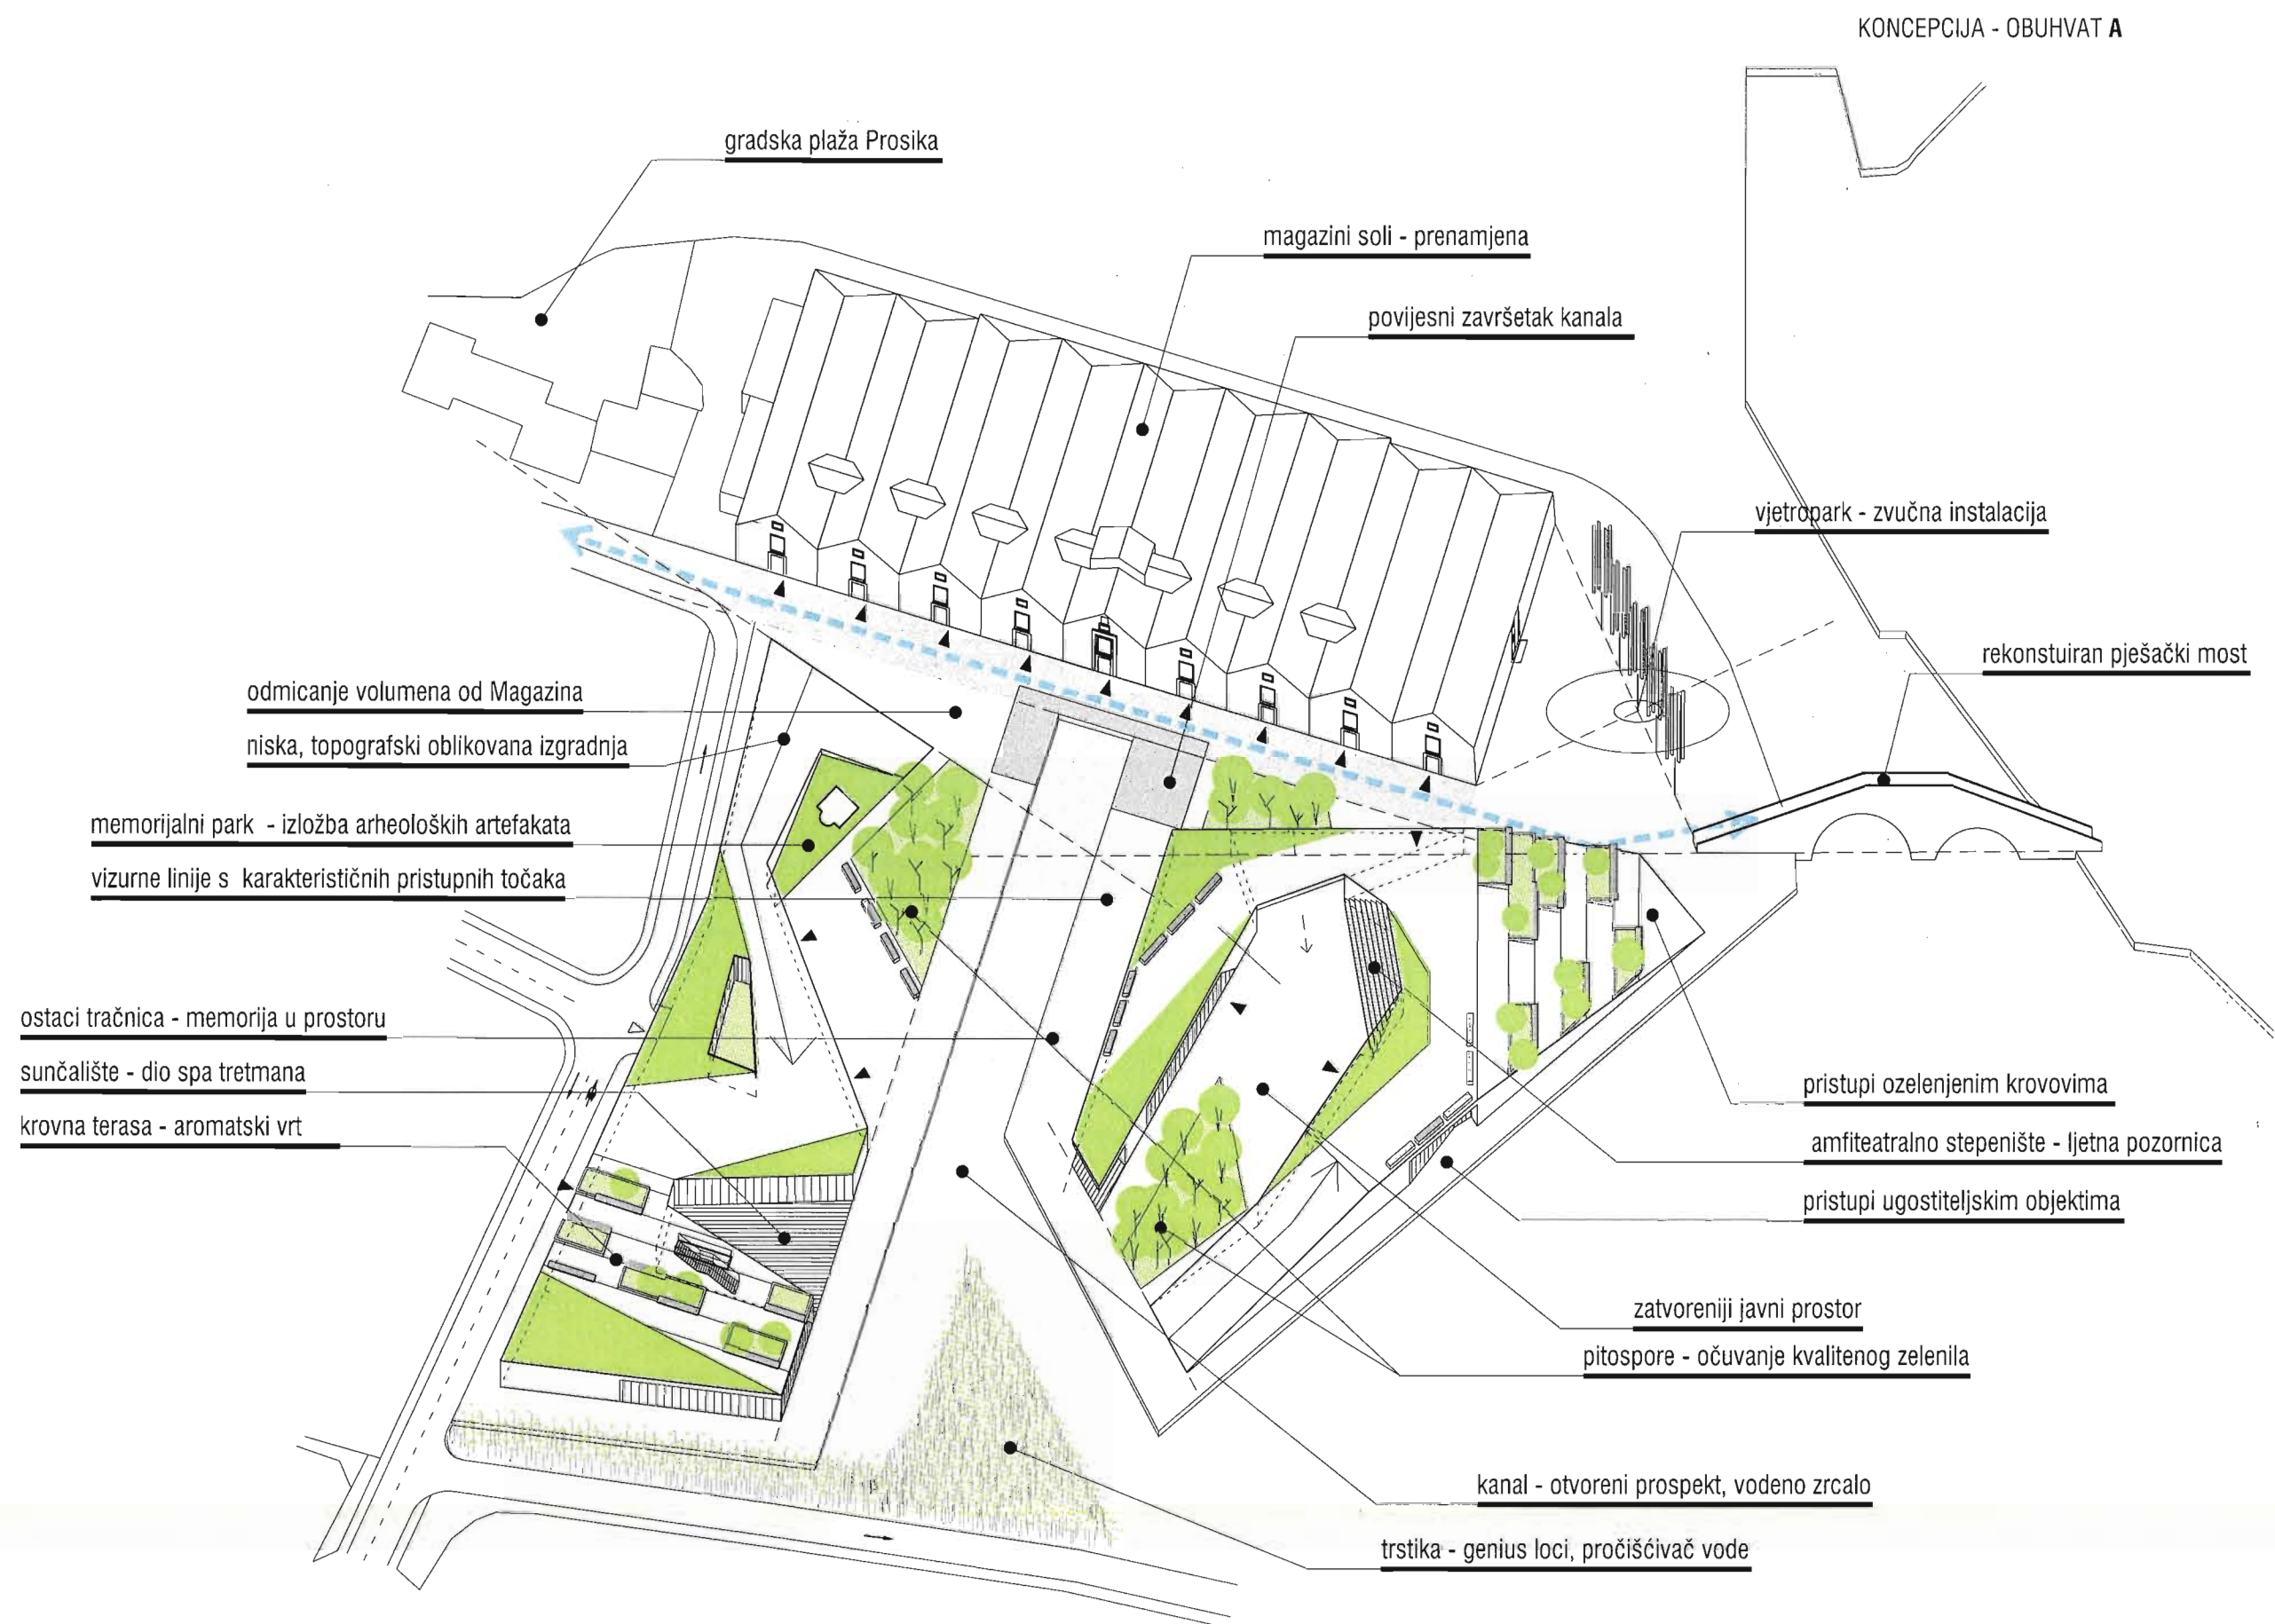 KONCEPCIJA - OBUHVAT A
gradska plaža Prosika
magazini soli - prenamjena
povijesni završetak kanala
vjetropark - zvučna instalacija
rekonstuiran pješački most
odmicanje volumena od Magazina
niska, topografski oblikovana izgradnja
memorijalni park - izložba arheoloških artefakata
vizurne linije s karakterističnih pristupnih točaka
ostaci tračnica - memorija u prostoru
sunčalište - dio spa tretmana
krovna terasa - aromatski vrt
pristupi ozelenjenim krovovima
amfiteatralno stepenište - ljetna pozornica
pristupi ugostiteljskim objektima
zatvoreniji javni prostor
pitospore - očuvanje kvalitenog zelenila
kanal - otvoreni prospekt, vodeno zrcalo
trstika - genius loci, pročišćivač vode